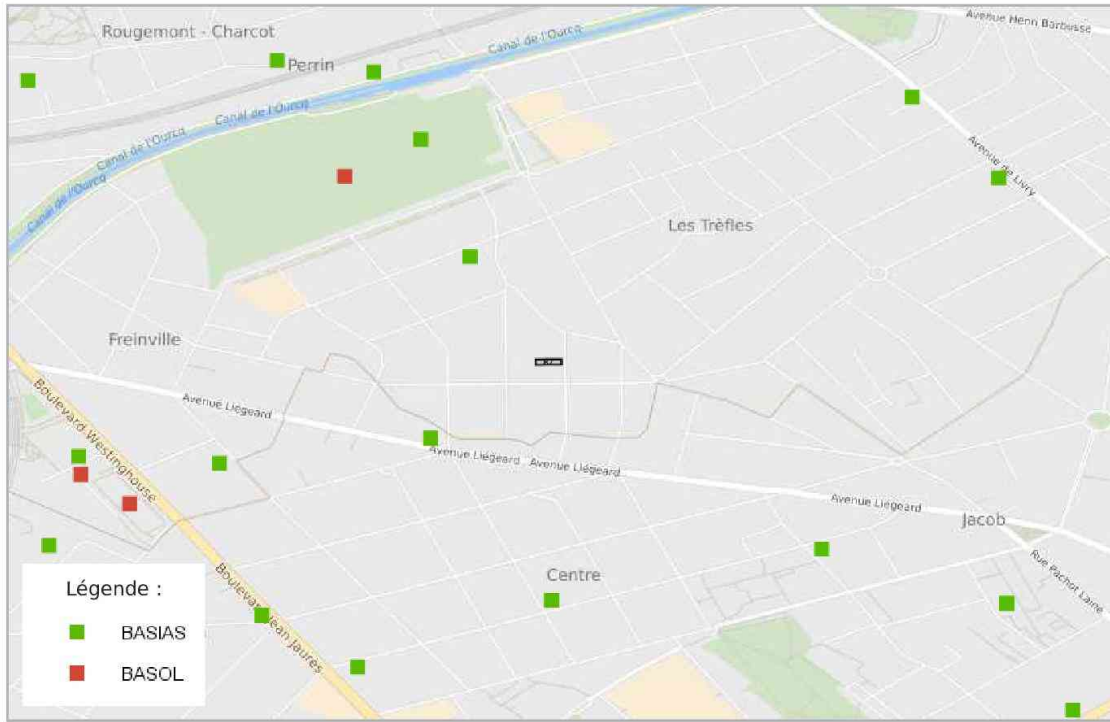 Rougemont - Charcot
Perrin
Canal de l'Ourcq
Avenue Henri Barbusse
Canal de l'Ourcq
Canal de l'Ourcq
Canal de l'Ourcq
Avenue de Livry
Les Trèfles
Freinville
Boulevard Westinghouse
Avenue Liégeard
Avenue Liégeard
Avenue Liégeard
Avenue Liégeard
Jacob
Rue Pachot Laine
Centre
Boulevard Jean Jaurès
Légende :
BASIAS
BASOL